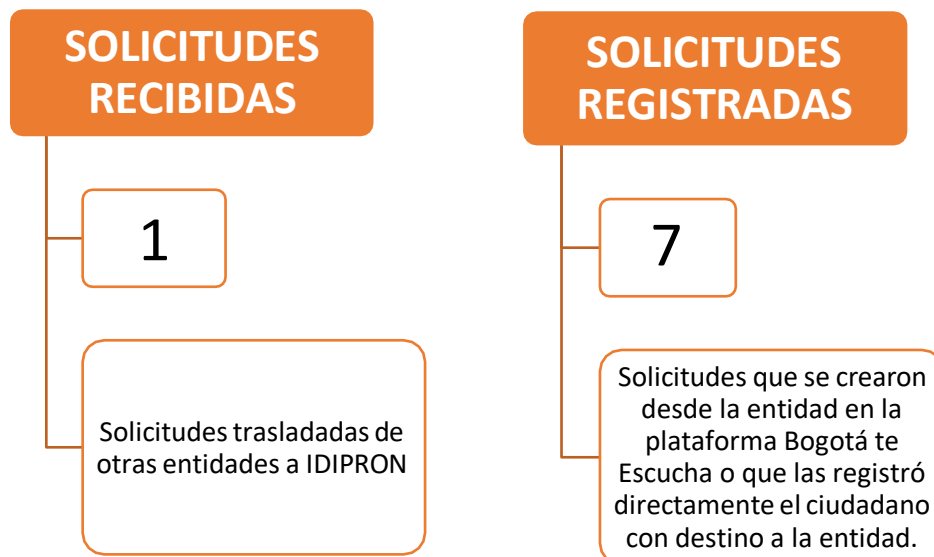 SOLICITUDES
RECIBIDAS
1
Solicitudes trasladadas de
otras entidades a IDIPRON
SOLICITUDES
REGISTRADAS
7
Solicitudes que se crearon
desde la entidad en la
plataforma Bogotá te
Escucha o que las registró
directamente el ciudadano
con destino a la entidad.